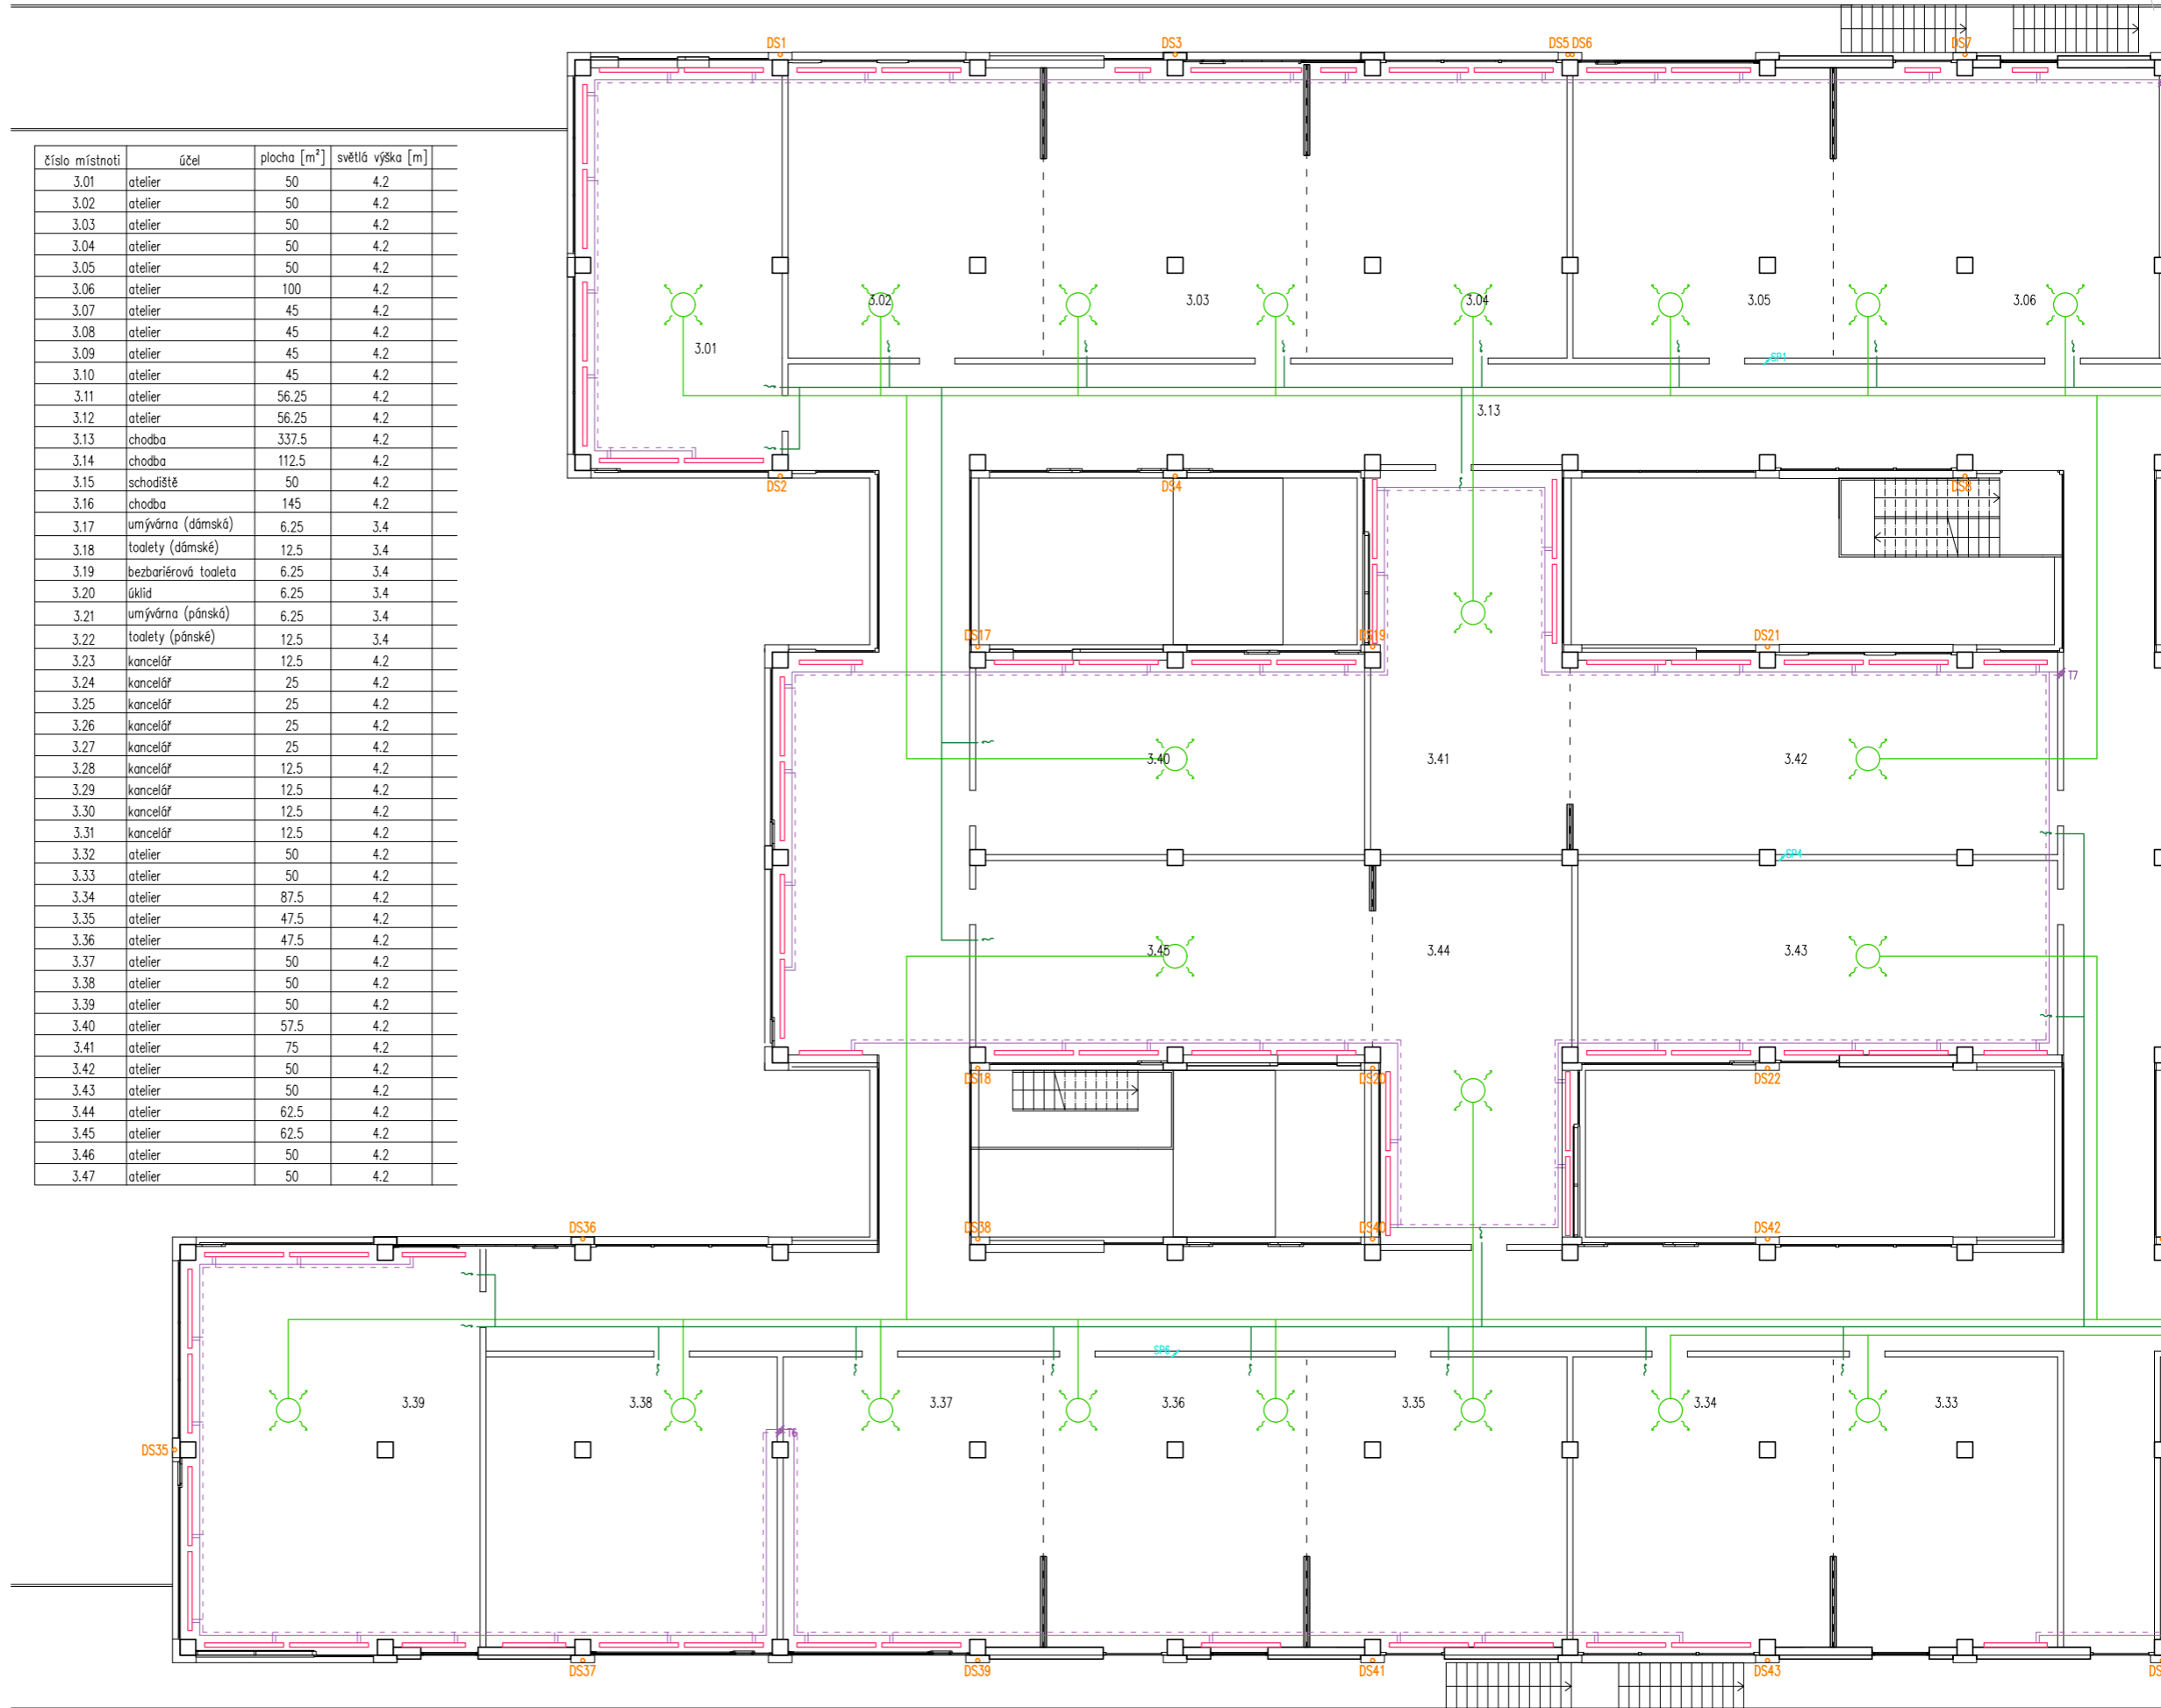 DS1 DS3 DS5 DS6 DS7
číslo místnoti účel plocha [m²] světlá výška [m]
3.01 atelier 50 4.2
3.02 atelier 50 4.2
3.03 atelier 50 4.2
3.04 atelier 50 4.2
3.05 atelier 50 4.2
3.06 atelier 100 4.2
3.07 atelier 45 4.2
3.08 atelier 45 4.2
3.09 atelier 45 4.2
3.10 atelier 45 4.2
3.11 atelier 56.25 4.2
3.12 atelier 56.25 4.2
3.13 chodba 337.5 4.2
3.14 chodba 112.5 4.2
3.15 schodiště 50 4.2
3.16 chodba 145 4.2
3.17 umývárna (dámská) 6.25 3.4
3.18 toalety (dámské) 12.5 3.4
3.19 bezbariérová toaleta 6.25 3.4
3.20 úklid 6.25 3.4
3.21 umývárna (pánská) 6.25 3.4
3.22 toalety (pánské) 12.5 3.4
3.23 kancelář 12.5 4.2
3.24 kancelář 25 4.2
3.25 kancelář 25 4.2
3.26 kancelář 25 4.2
3.27 kancelář 25 4.2
3.28 kancelář 12.5 4.2
3.29 kancelář 12.5 4.2
3.30 kancelář 12.5 4.2
3.31 kancelář 12.5 4.2
3.32 atelier 50 4.2
3.33 atelier 50 4.2
3.34 atelier 87.5 4.2
3.35 atelier 47.5 4.2
3.36 atelier 47.5 4.2
3.37 atelier 50 4.2
3.38 atelier 50 4.2
3.39 atelier 50 4.2
3.40 atelier 57.5 4.2
3.41 atelier 75 4.2
3.42 atelier 50 4.2
3.43 atelier 50 4.2
3.44 atelier 62.5 4.2
3.45 atelier 62.5 4.2
3.46 atelier 50 4.2
3.47 atelier 50 4.2
3.02 3.03 3.04 3.05 3.06
3.01
SP1
3.13
DS2 DS4 DS8
DS17 DS19 DS21
T7
3.40 3.41 3.42
SP4
3.45 3.44 3.43
DS18 DS20 DS22
DS36 DS38 DS40 DS42
SP6
3.39 3.38 3.37 3.36 3.35 3.34 3.33
T6
DS35
DS37 DS39 DS41 DS43